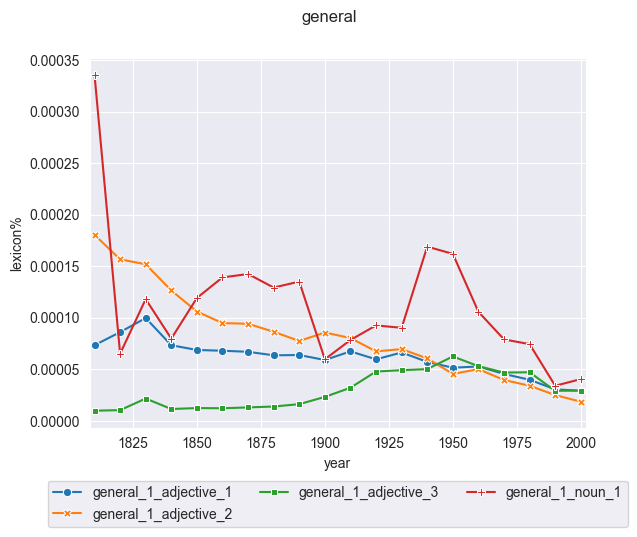 general
0.00035
0.00030
0.00025
0.00020
0.00015
0.00010
0.00005
0.00000
lexicon%
1825 1850 1875 1900 1925 1950 1975 2000
year
general_1_adjective_1 general_1_adjective_3 general_1_noun_1
general_1_adjective_2